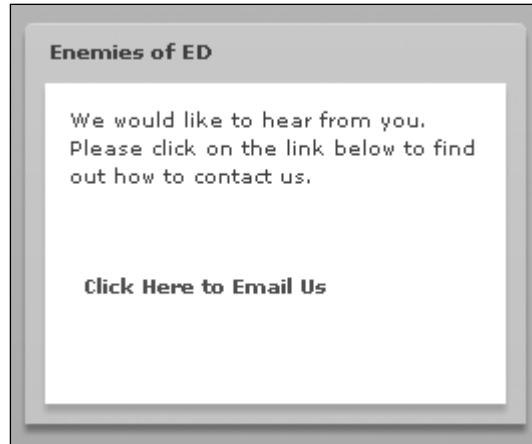 Enemies of ED
We would like to hear from you.
Please click on the link below to find
out how to contact us.
Click Here to Email Us